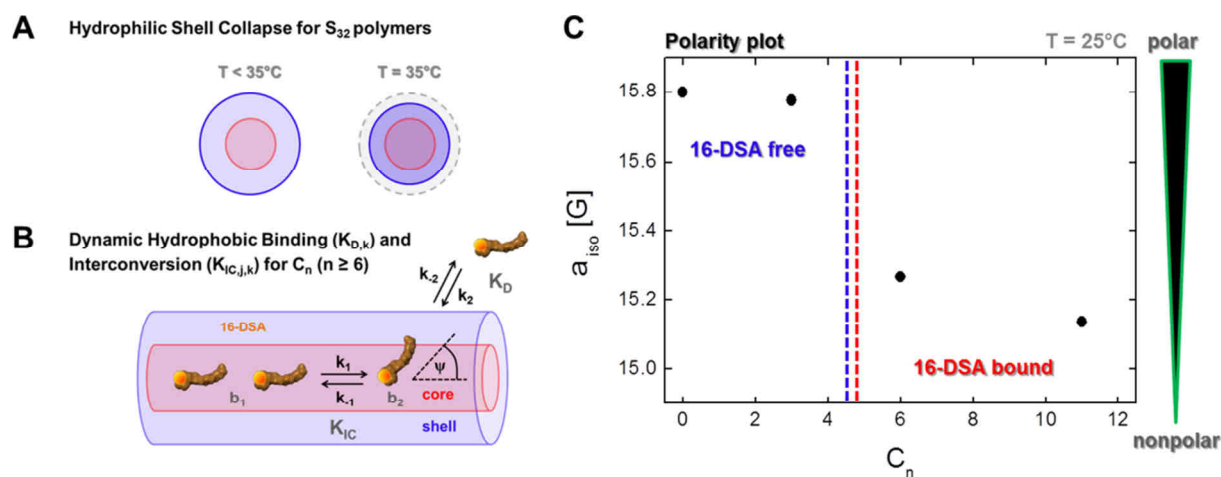 A
Hydrophilic Shell Collapse for S32 polymers
T < 35°C
T = 35°C
B
Dynamic Hydrophobic Binding (KD,k) and
Interconversion (KIC,j,k) for Cn (n ≥ 6)
k-2
k2
KD
16-DSA
k1
k-1
ψ
b1
b2
core
KIC
shell
C
Polarity plot
T = 25°C
polar
15.8
15.6
15.4
15.2
15.0
aiso [G]
16-DSA free
16-DSA bound
0
2
4
6
8
10
12
Cn
nonpolar